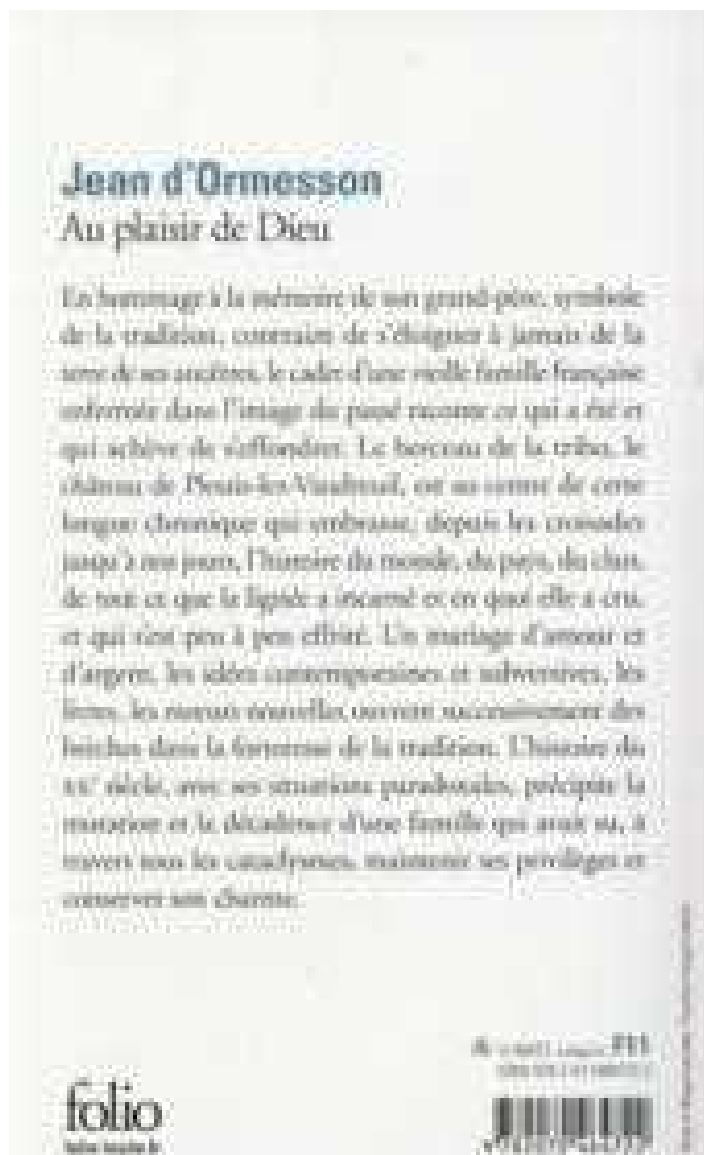 Jean d'Ormesson
Au plaisir de Dieu
En hommage à la mémoire de son grand-père, symbole
de la tradition, contraint de s'éloigner à jamais de la
terre de ses ancêtres, le cadet d'une vieille famille française
enfermée dans l'image du passé raconte ce qui a été et
qui achève de s'effondrer. Le berceau de la tribu, le
château de Plessis-lez-Vaudreuil, est au centre de cette
longue chronique qui embrasse, depuis les croisades
jusqu'à nos jours, l'histoire du monde, du pays, du clan,
de tout ce que la lignée a incarné et en quoi elle a cru,
et qui s'est peu à peu effrité. Un mariage d'amour et
d'argent, les idées contemporaines et subversives, les
livres, les mœurs nouvelles ouvrent successivement des
brèches dans la forteresse de la tradition. L'histoire du
XXe siècle, avec ses situations paradoxales, précipite la
mutation et la décadence d'une famille qui avait su, à
travers tous les cataclysmes, maintenir ses privilèges et
conserver son charme.
folio